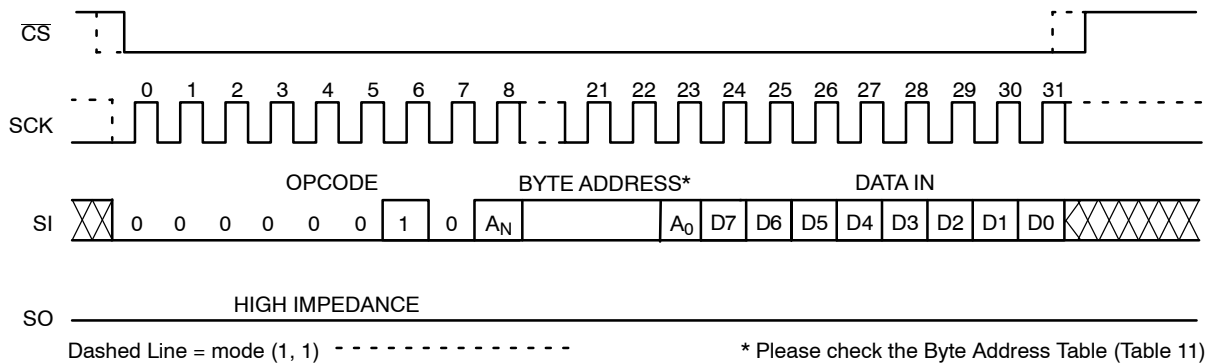 CS
0 1 2 3 4 5 6 7 8 21 22 23 24 25 26 27 28 29 30 31
SCK
OPCODE BYTE ADDRESS* DATA IN
SI 0 0 0 0 0 0 1 0 AN A0 D7 D6 D5 D4 D3 D2 D1 D0
HIGH IMPEDANCE
SO
Dashed Line = mode (1, 1) * Please check the Byte Address Table (Table 11)